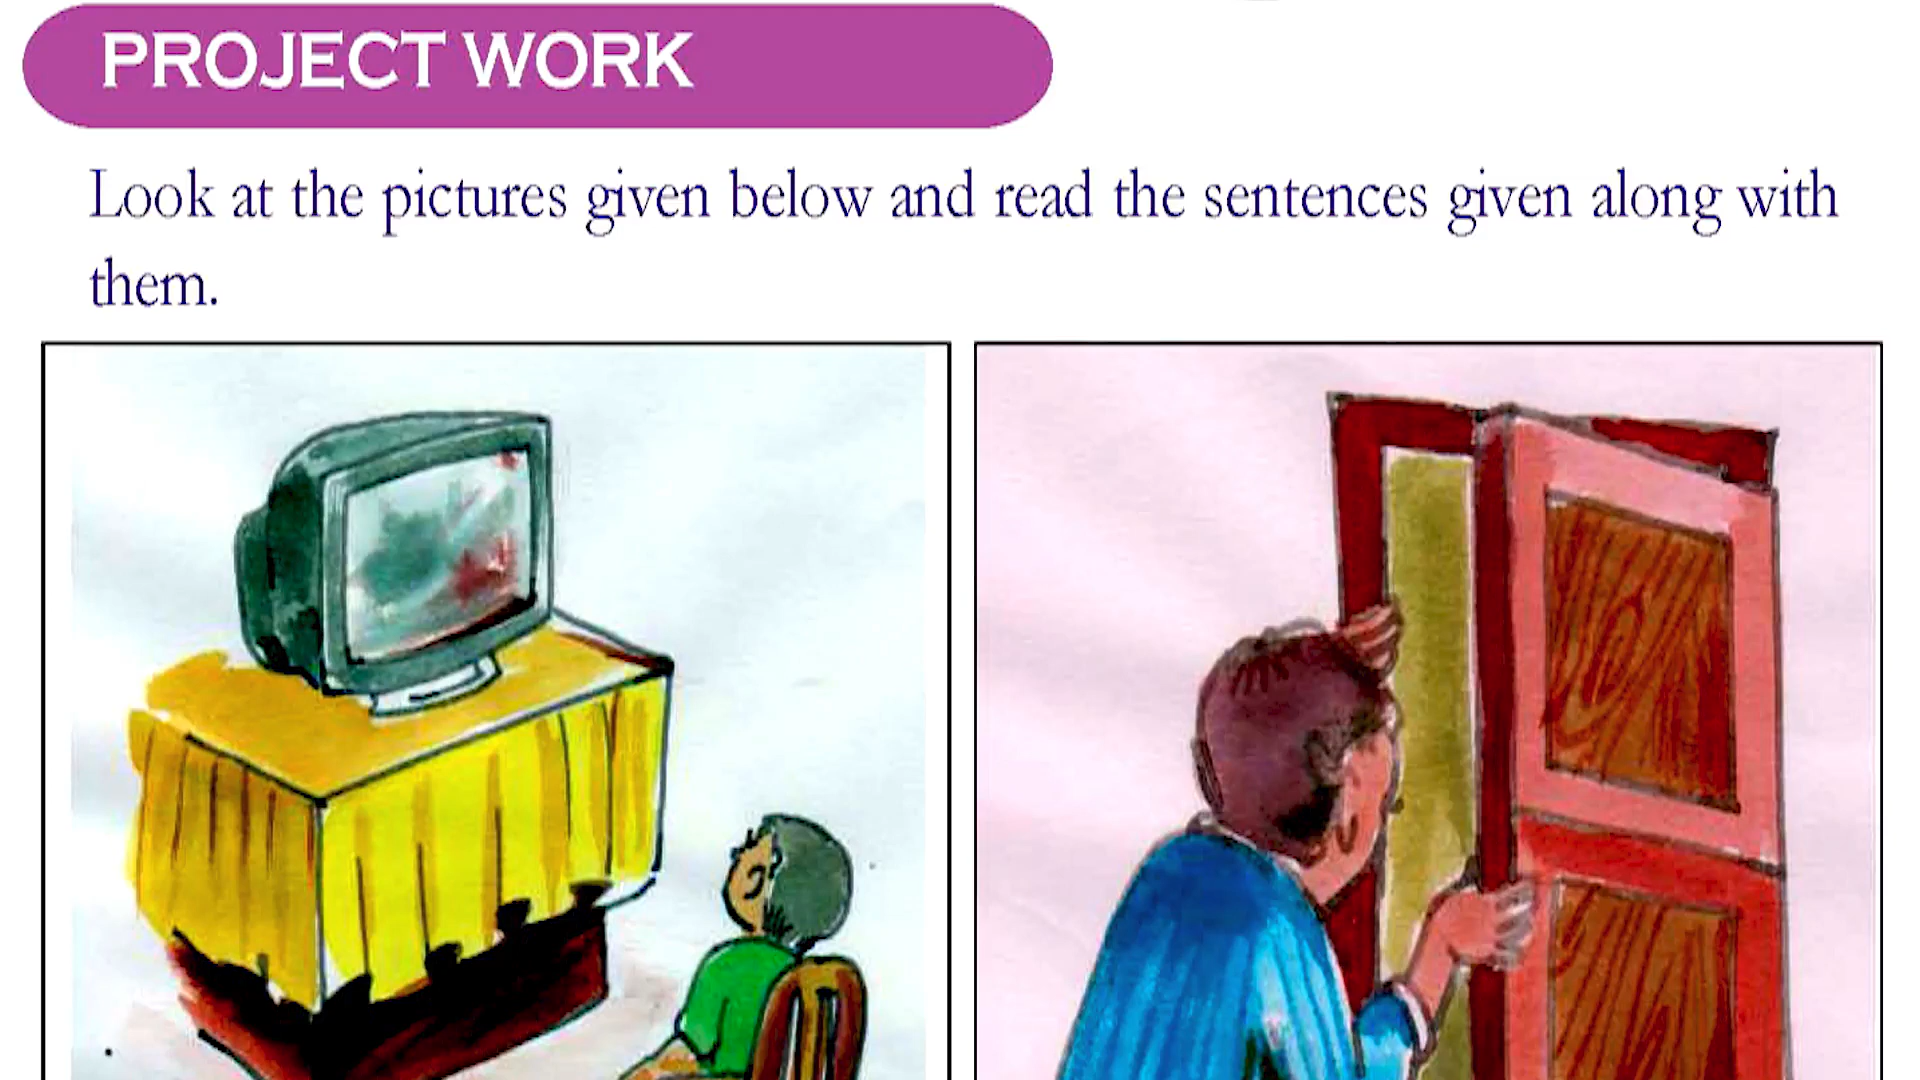 PROJECT WORK
Look at the pictures given below and read the sentences given along with
them.